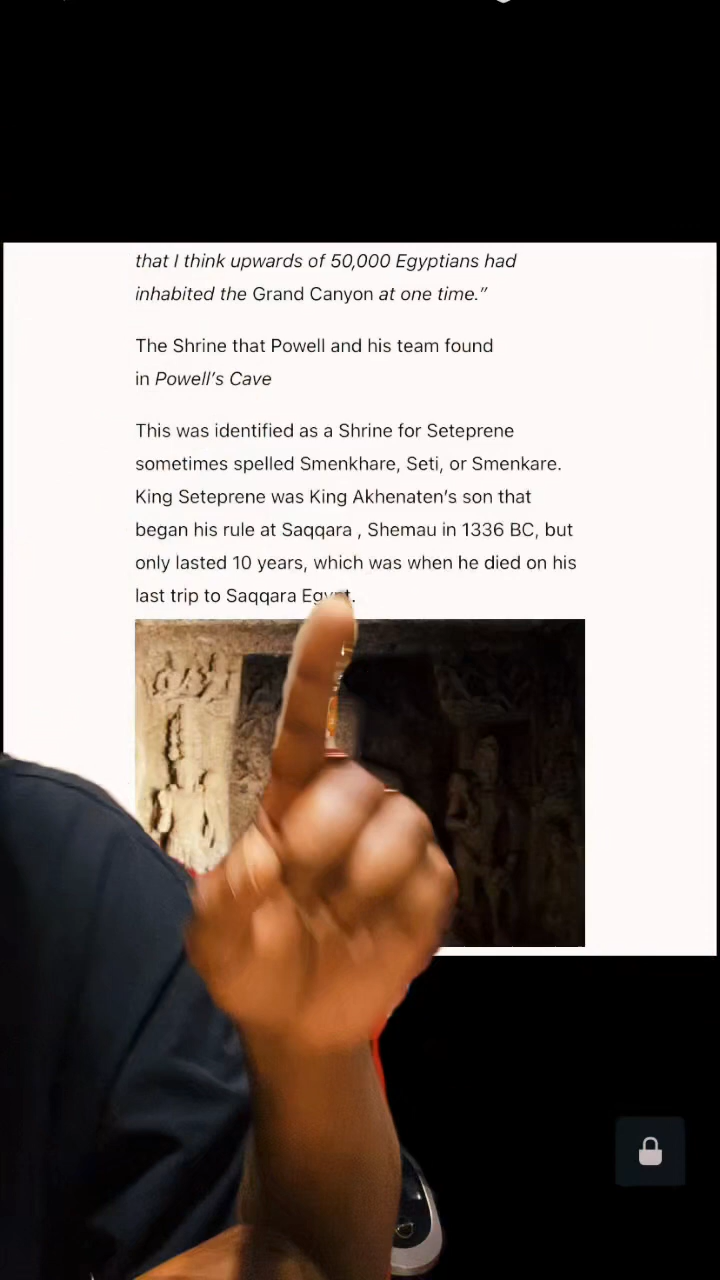 that I think upwards of 50,000 Egyptians had
inhabited the Grand Canyon at one time.”
The Shrine that Powell and his team found
in Powell’s Cave
This was identified as a Shrine for Seteprene
sometimes spelled Smenkhare, Seti, or Smenkare.
King Seteprene was King Akhenaten’s son that
began his rule at Saqqara , Shemau in 1336 BC, but
only lasted 10 years, which was when he died on his
last trip to Saqqara Egypt.